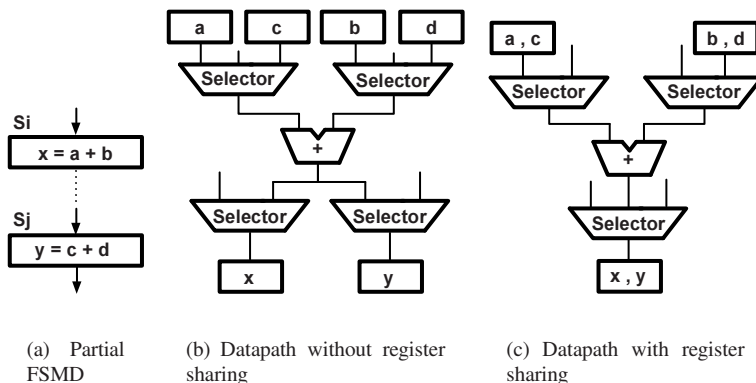 a
c
b
d
Selector
Selector
+
Selector
Selector
x
y
Si
x = a + b
Sj
y = c + d
a , c
b , d
Selector
Selector
+
Selector
x , y
(a) Partial
FSMD
(b) Datapath without register
sharing
(c) Datapath with register
sharing